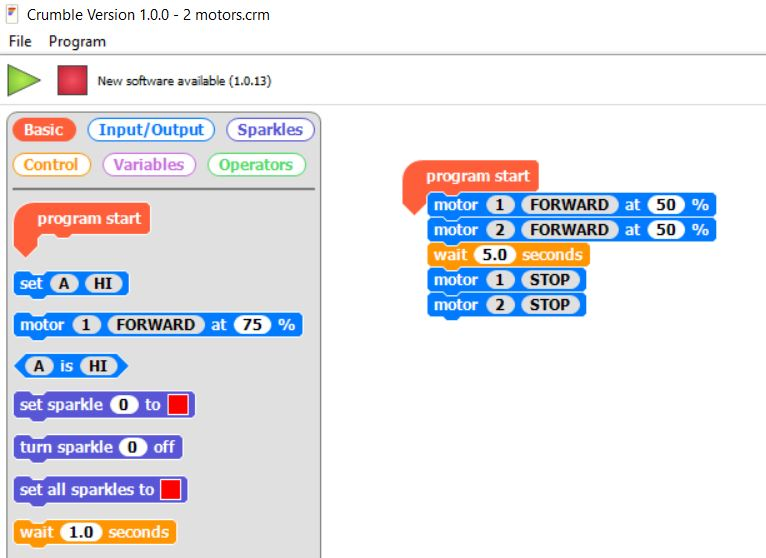 Crumble Version 1.0.0 - 2 motors.crm
File Program
New software available (1.0.13)
Basic Input/Output Sparkles
Control Variables Operators
program start
set A HI
motor 1 FORWARD at 75 %
A is HI
set sparkle 0 to
turn sparkle 0 off
set all sparkles to
wait 1.0 seconds
program start
motor 1 FORWARD at 50 %
motor 2 FORWARD at 50 %
wait 5.0 seconds
motor 1 STOP
motor 2 STOP